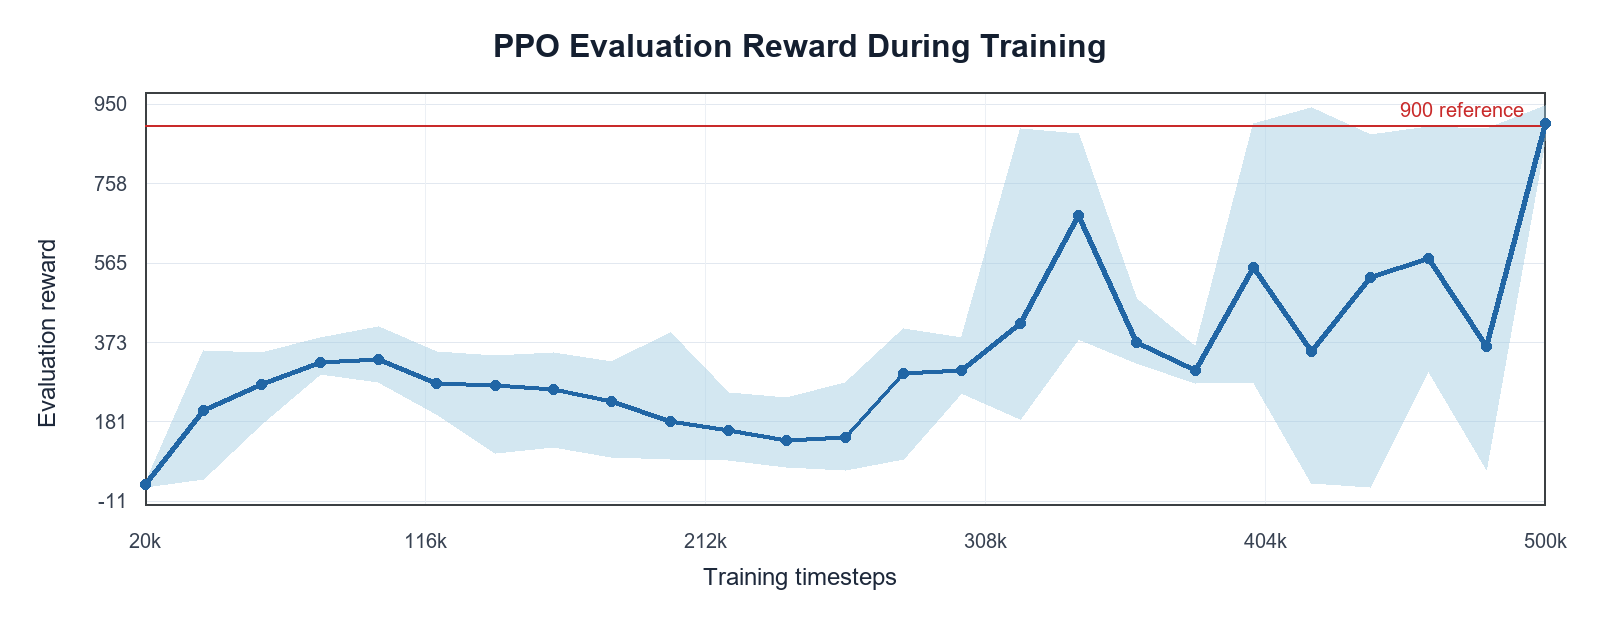 PPO Evaluation Reward During Training
950
900 reference
758
565
373
181
-11
Evaluation reward
20k 116k 212k 308k 404k 500k
Training timesteps